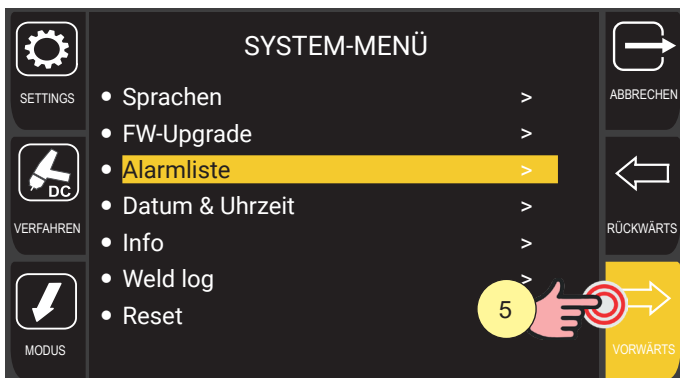 SYSTEM-MENÜ
SETTINGS
DC
VERFAHREN
MODUS
• Sprachen >
• FW-Upgrade >
• Alarmliste >
• Datum & Uhrzeit >
• Info >
• Weld log >
• Reset
5
ABBRECHEN
RÜCKWÄRTS
VORWÄRTS